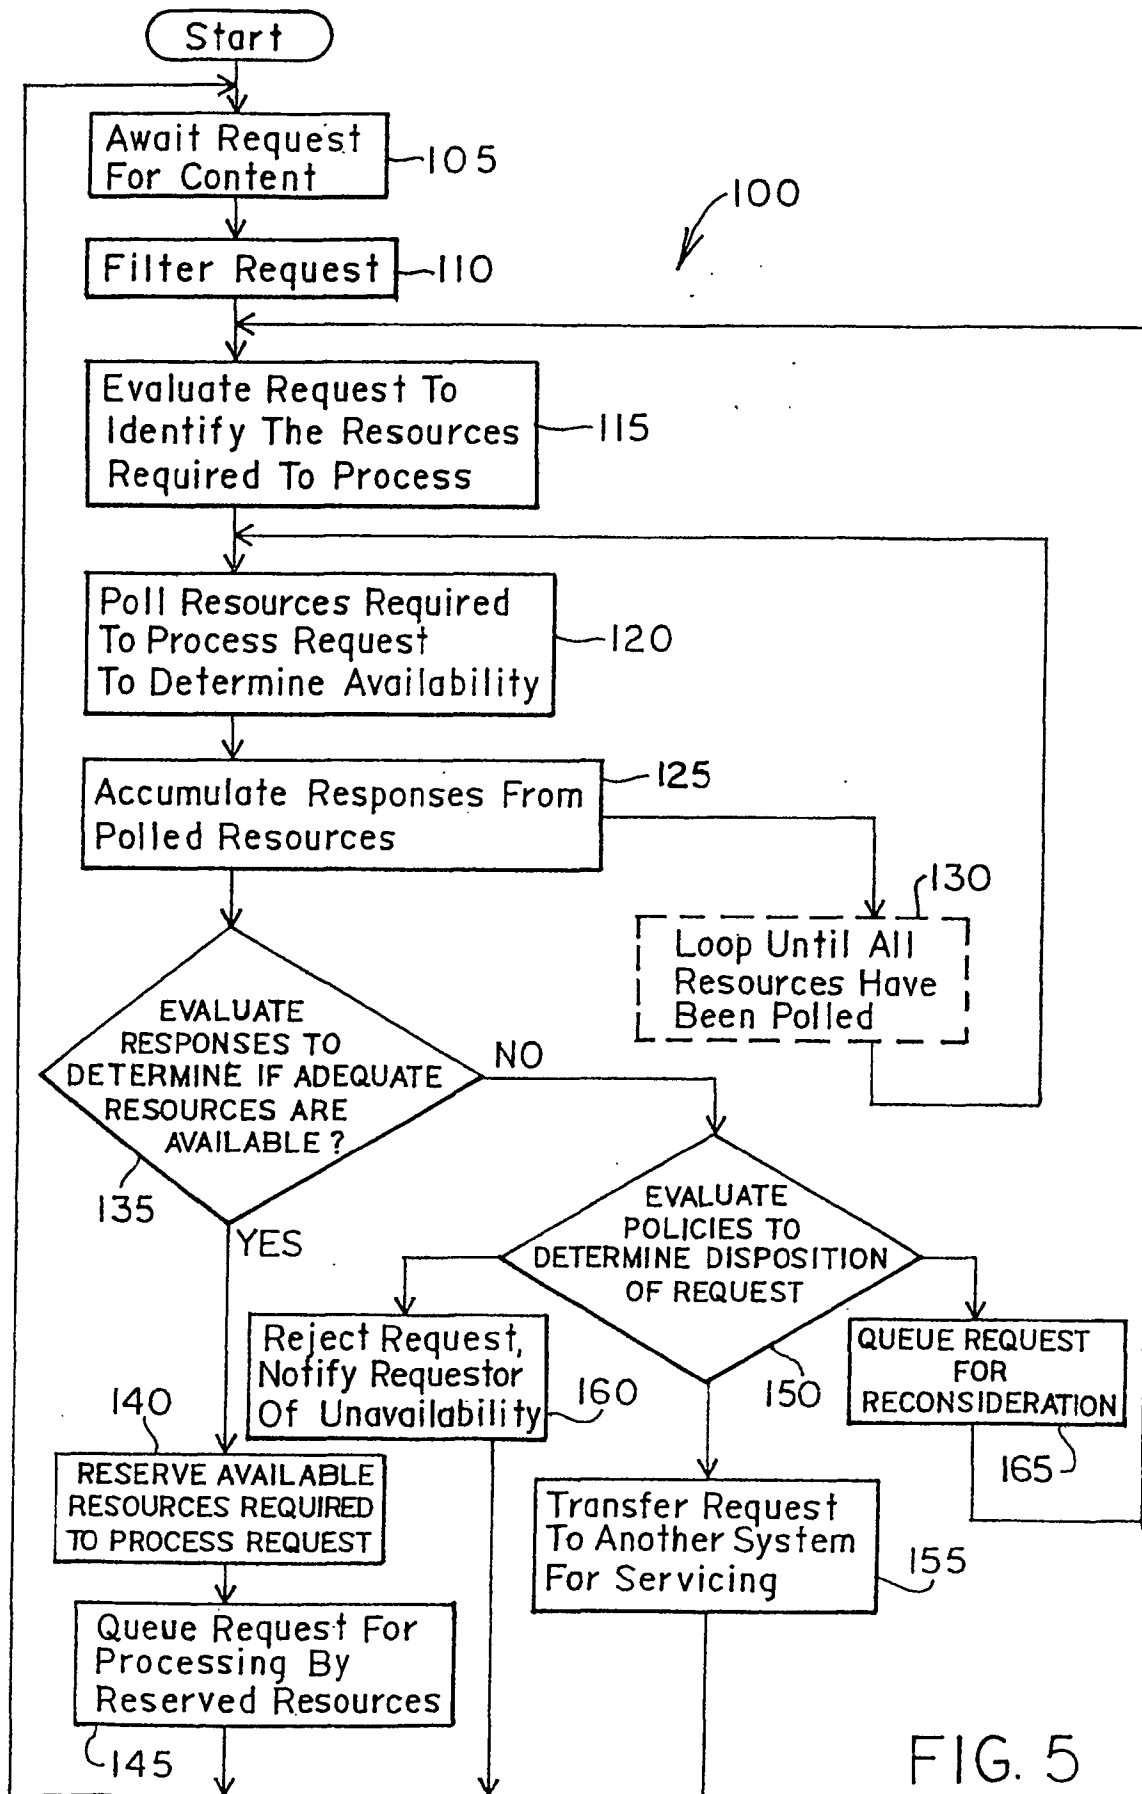 Start
Await Request
For Content
105
100
Filter Request
110
Evaluate Request To
Identify The Resources
Required To Process
115
Poll Resources Required
To Process Request
To Determine Availability
120
Accumulate Responses From
Polled Resources
125
130
Loop Until All
Resources Have
Been Polled
EVALUATE
RESPONSES TO
DETERMINE IF ADEQUATE
RESOURCES ARE
AVAILABLE ?
NO
135
YES
EVALUATE
POLICIES TO
DETERMINE DISPOSITION
OF REQUEST
150
Reject Request,
Notify Requestor
Of Unavailability
160
QUEUE REQUEST
FOR
RECONSIDERATION
165
140
RESERVE AVAILABLE
RESOURCES REQUIRED
TO PROCESS REQUEST
Transfer Request
To Another System
For Servicing
155
Queue Request For
Processing By
Reserved Resources
145
FIG. 5